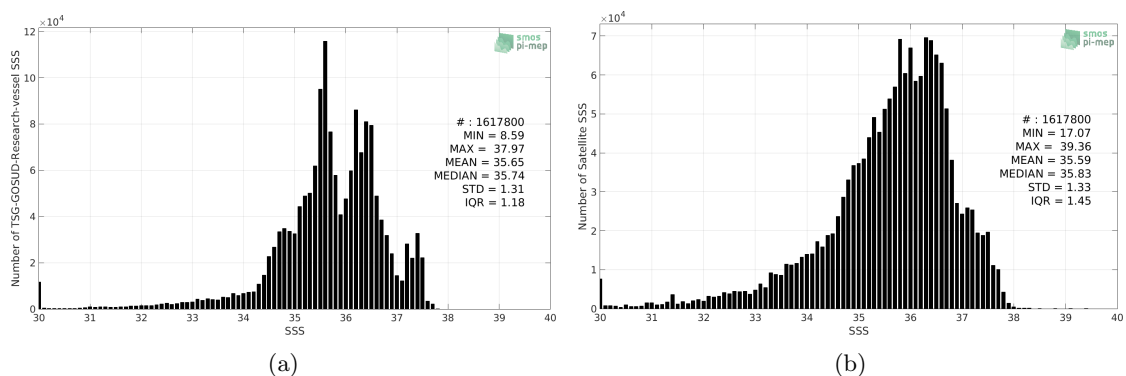 ×10⁴
12
10
8
6
4
2
0
Number of TSG-GOSUD-Research-vessel SSS
smos
pi-mep
# : 1617800
MIN = 8.59
MAX = 37.97
MEAN = 35.65
MEDIAN = 35.74
STD = 1.31
IQR = 1.18
30 31 32 33 34 35 36 37 38 39 40
SSS
(a)
×10⁴
7
6
5
4
3
2
1
0
Number of Satellite SSS
smos
pi-mep
# : 1617800
MIN = 17.07
MAX = 39.36
MEAN = 35.59
MEDIAN = 35.83
STD = 1.33
IQR = 1.45
30 31 32 33 34 35 36 37 38 39 40
SSS
(b)